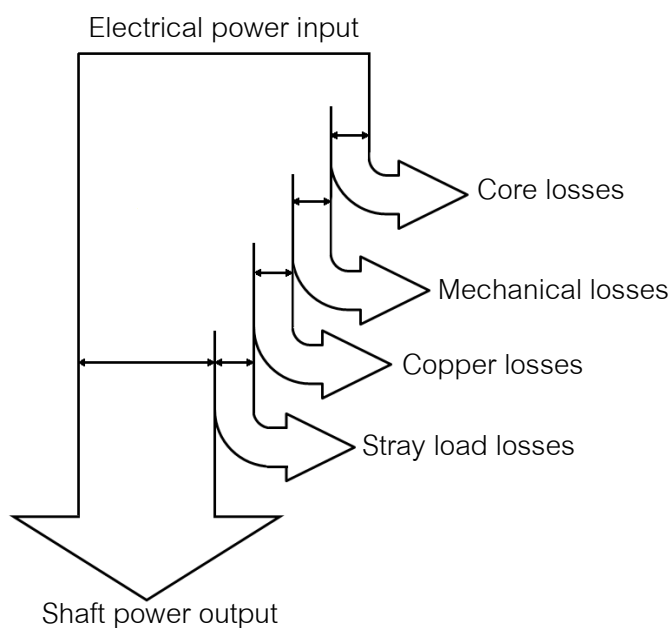 Electrical power input
Core losses
Mechanical losses
Copper losses
Stray load losses
Shaft power output